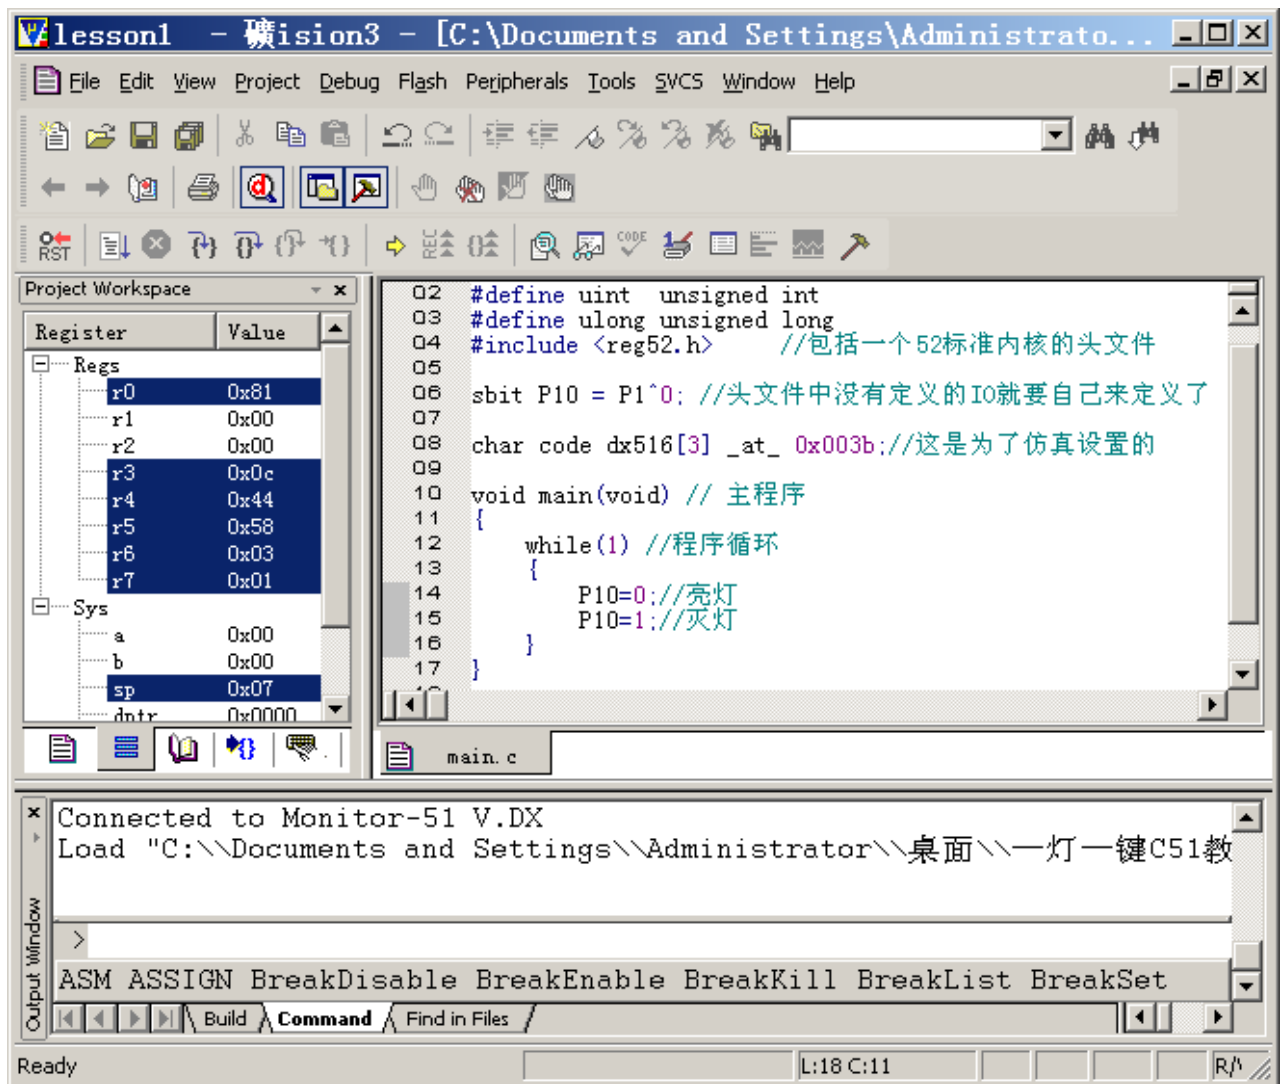 lesson1 - 礦ision3 - [C:\Documents and Settings\Administrato...
File Edit View Project Debug Flash Peripherals Tools SVCS Window Help
RST
CODE
Project Workspace
Register Value
Regs
r0 0x81
r1 0x00
r2 0x00
r3 0x0c
r4 0x44
r5 0x58
r6 0x03
r7 0x01
Sys
a 0x00
b 0x00
sp 0x07
dptr 0x0000
02 #define uint unsigned int
03 #define ulong unsigned long
04 #include <reg52.h> //包括一个52标准内核的头文件
05
06 sbit P10 = P1^0; //头文件中没有定义的IO就要自己来定义了
07
08 char code dx516[3] _at_ 0x003b;//这是为了仿真设置的
09
10 void main(void) // 主程序
11 {
12 while(1) //程序循环
13 {
14 P10=0;//亮灯
15 P10=1;//灭灯
16 }
17 }
main.c
Connected to Monitor-51 V.DX
Load "C:\\Documents and Settings\\Administrator\\桌面\\一灯一键C51教
>
ASM ASSIGN BreakDisable BreakEnable BreakKill BreakList BreakSet
Output Window
Build Command Find in Files
Ready L:18 C:11 R/